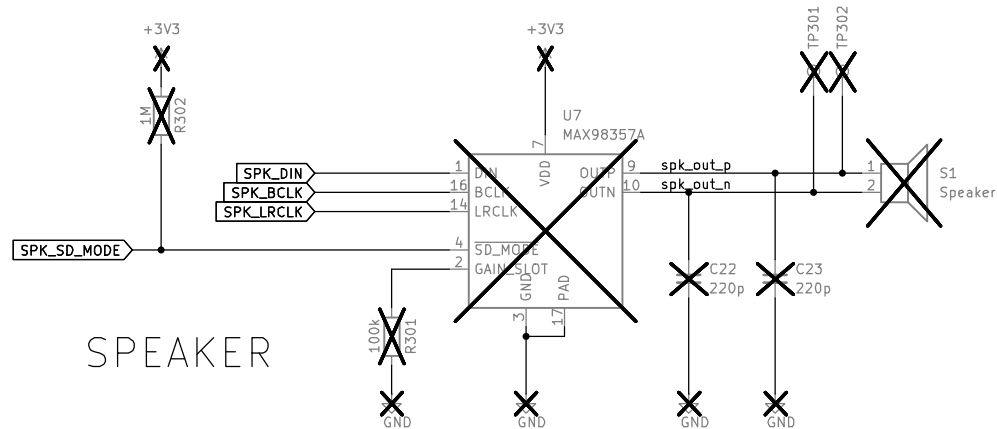 +3V3
+3V3
TP301
TP302
1M
R302
U7
MAX98357A
7
VDD
SPK_DIN
1
DIN
OUTP
9
spk_out_p
1
S1
SPK_BCLK
16
BCLK
OUTN
10
spk_out_n
2
Speaker
SPK_LRCLK
14
LRCLK
SPK_SD_MODE
4
SD_MODE
2
GAIN_SLOT
C22
220p
C23
220p
GND
PAD
3
17
100k
R301
SPEAKER
GND
GND
GND
GND